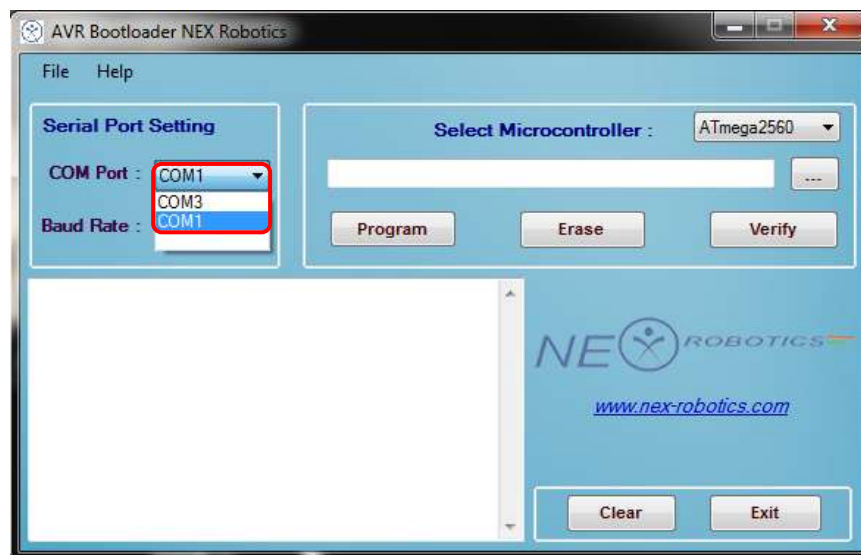 AVR Bootloader NEX Robotics
File Help
Serial Port Setting
COM Port : COM1
COM3
COM1
Baud Rate :
Select Microcontroller : ATmega2560
...
Program Erase Verify
NEX ROBOTICS
www.nex-robotics.com
Clear Exit